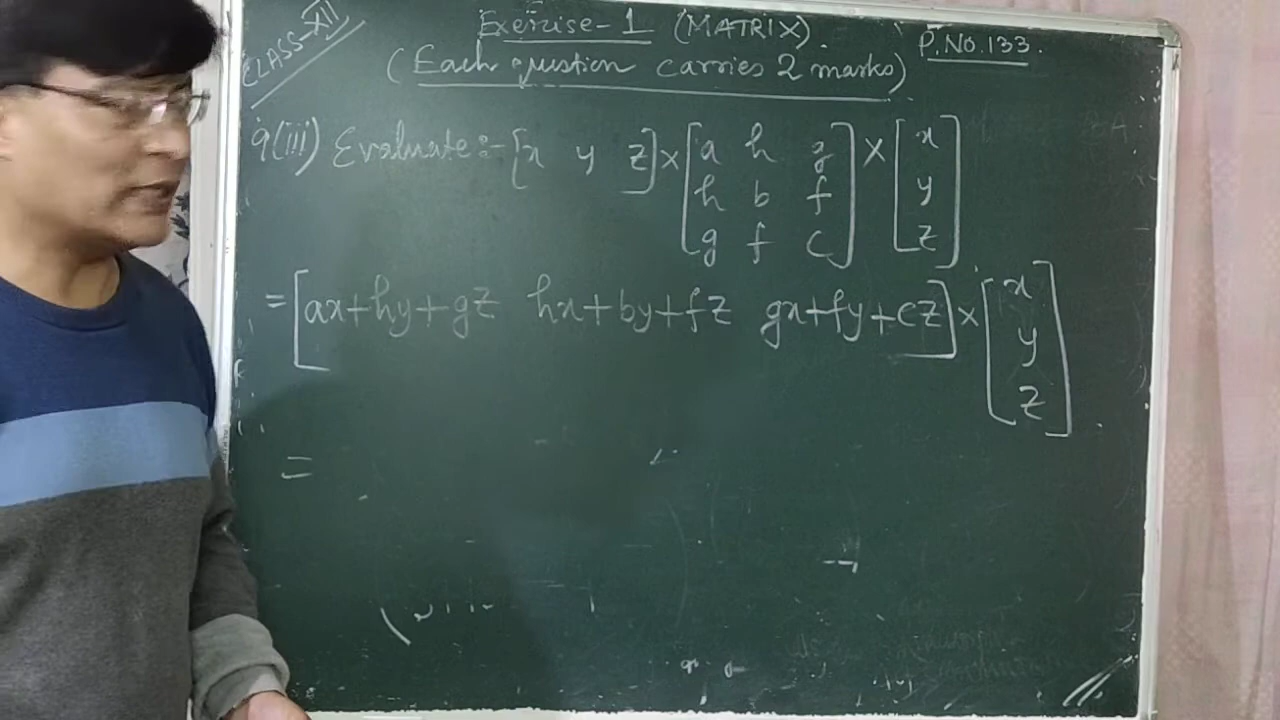 CLASS-XII
Exercise-1 (MATRIX). P.NO.133.
(Each question carries 2 marks)
9(iii) Evaluate:- [x y z] × [a h g] × [x]
[h b f] [y]
[g f c] [z]
= [ax+hy+gz hx+by+fz gx+fy+cz] × [x]
[y]
[z]
=